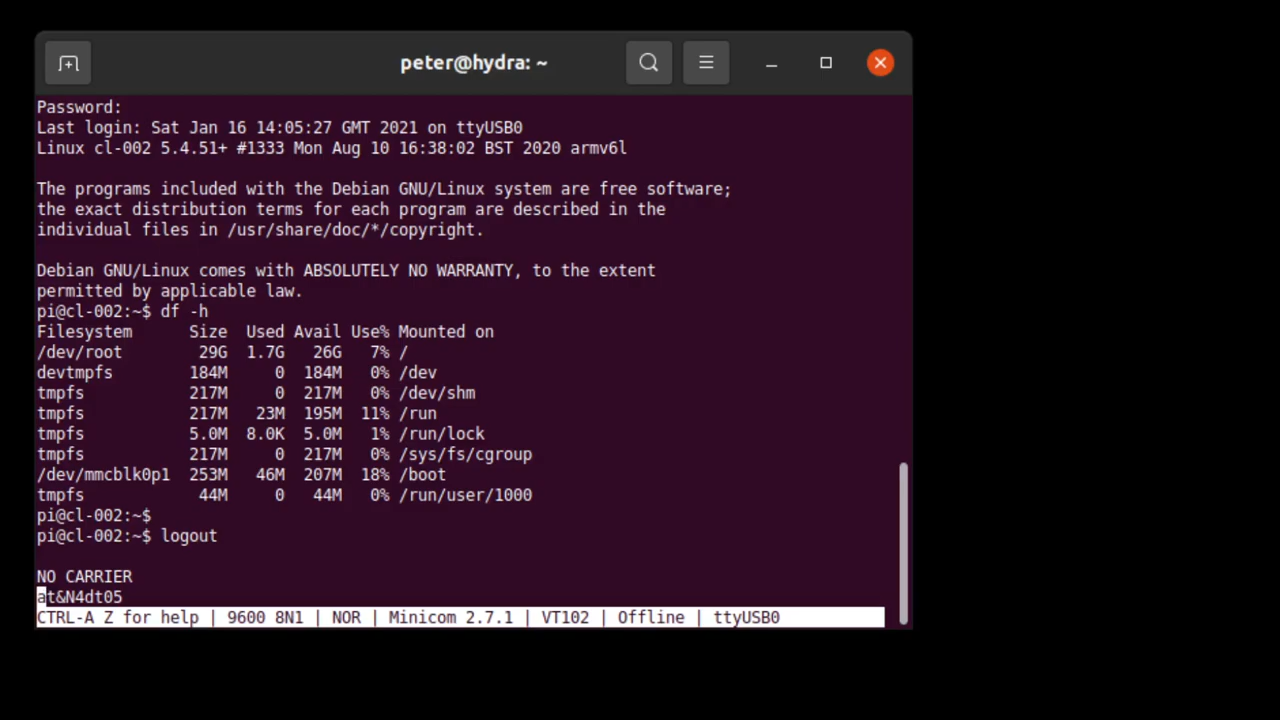 peter@hydra: ~
Password:
Last login: Sat Jan 16 14:05:27 GMT 2021 on ttyUSB0
Linux cl-002 5.4.51+ #1333 Mon Aug 10 16:38:02 BST 2020 armv6l
The programs included with the Debian GNU/Linux system are free software;
the exact distribution terms for each program are described in the
individual files in /usr/share/doc/*/copyright.
Debian GNU/Linux comes with ABSOLUTELY NO WARRANTY, to the extent
permitted by applicable law.
pi@cl-002:~$ df -h
Filesystem      Size  Used Avail Use% Mounted on
/dev/root        29G  1.7G   26G   7% /
devtmpfs        184M     0  184M   0% /dev
tmpfs           217M     0  217M   0% /dev/shm
tmpfs           217M   23M  195M  11% /run
tmpfs           5.0M  8.0K  5.0M   1% /run/lock
tmpfs           217M     0  217M   0% /sys/fs/cgroup
/dev/mmcblk0p1  253M   46M  207M  18% /boot
tmpfs            44M     0   44M   0% /run/user/1000
pi@cl-002:~$
pi@cl-002:~$ logout
NO CARRIER
at&N4dt05
CTRL-A Z for help | 9600 8N1 | NOR | Minicom 2.7.1 | VT102 | Offline | ttyUSB0